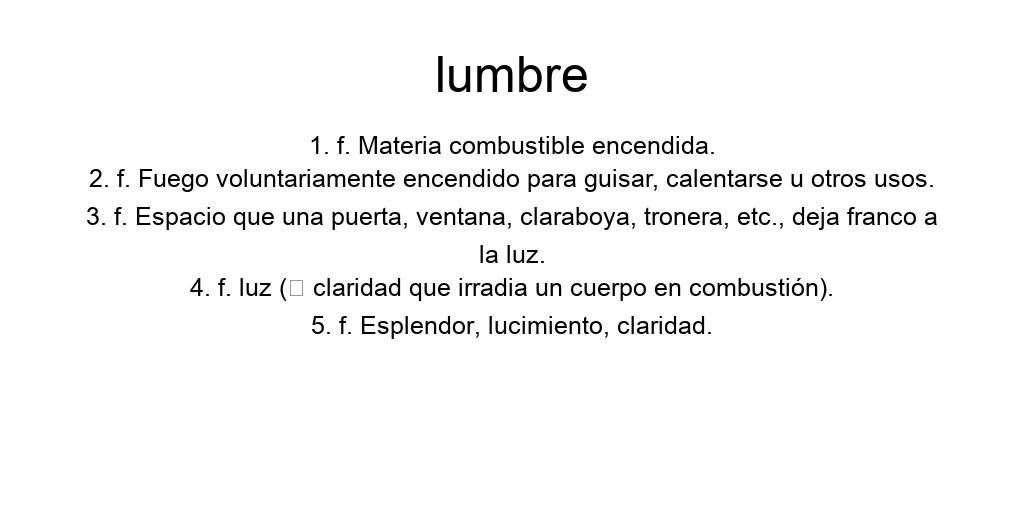 lumbre
1. f. Materia combustible encendida.
2. f. Fuego voluntariamente encendido para guisar, calentarse u otros usos.
3. f. Espacio que una puerta, ventana, claraboya, tronera, etc., deja franco a
la luz.
4. f. luz (□ claridad que irradia un cuerpo en combustión).
5. f. Esplendor, lucimiento, claridad.